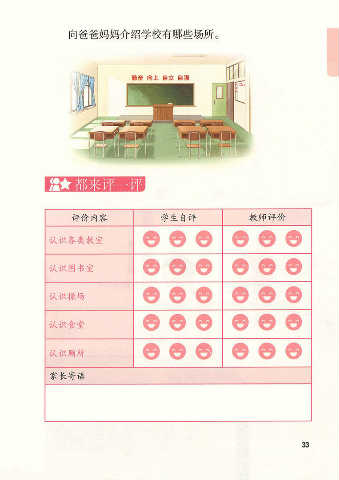 向爸爸妈妈介绍学校有哪些场所。
勤奋 向上 自立 自强
都来评一评
评价内容 学生自评 教师评价
认识各类教室
认识图书室
认识操场
认识食堂
认识厕所
家长寄语
33